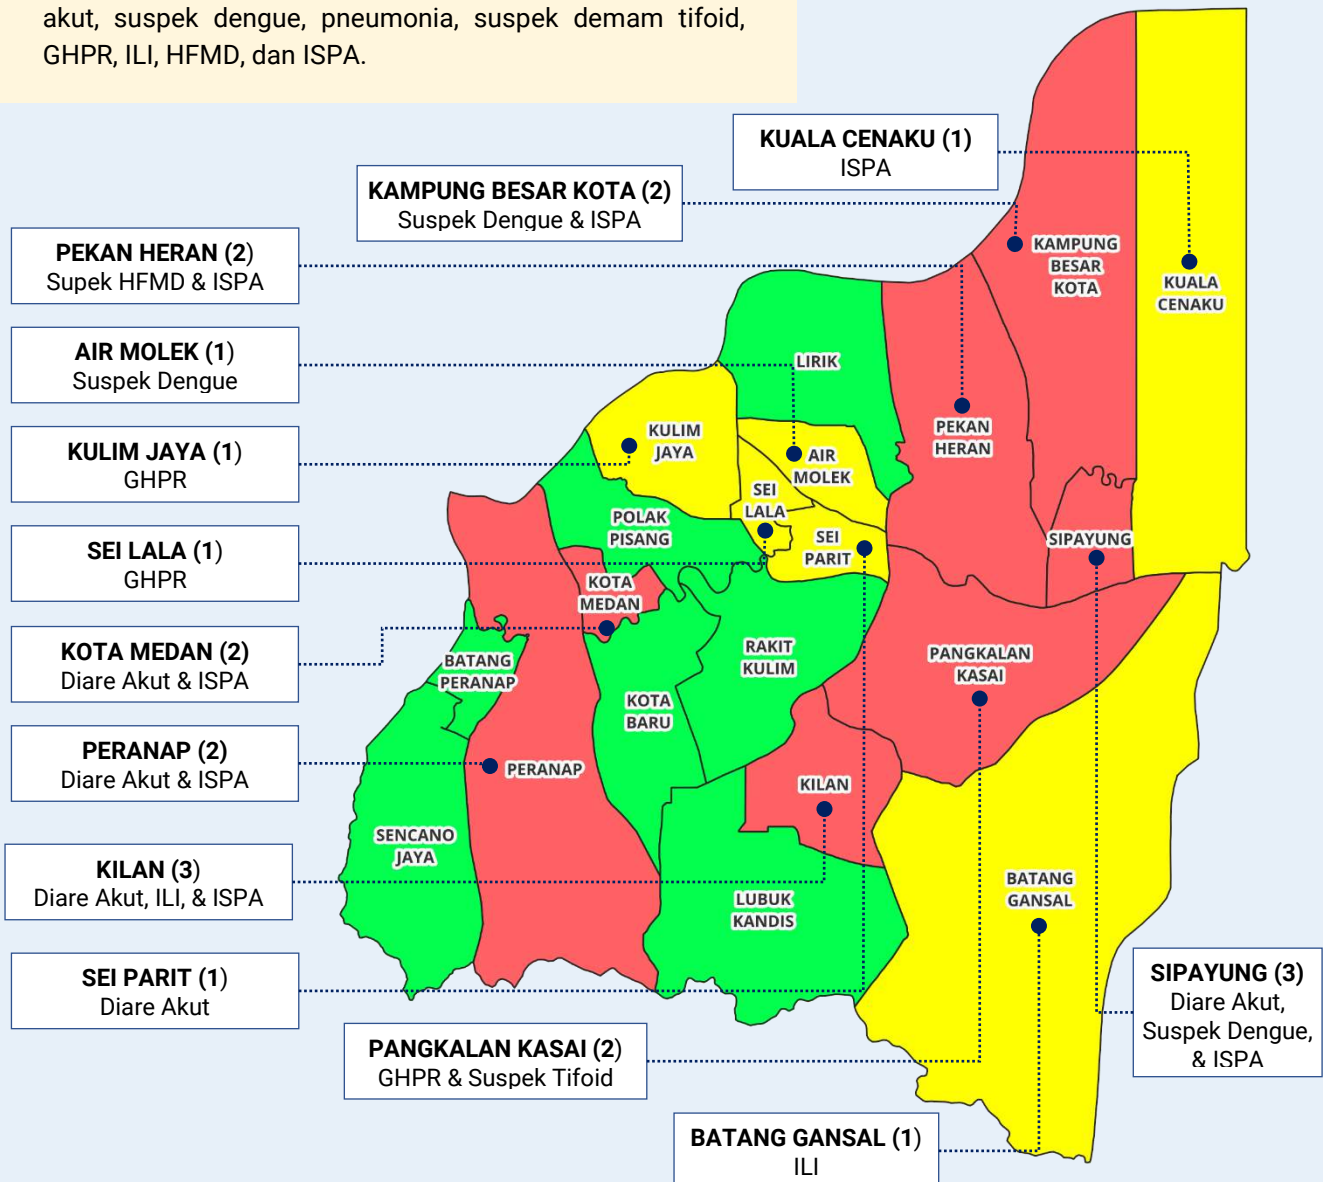 akut, suspek dengue, pneumonia, suspek demam tifoid,
GHPR, ILI, HFMD, dan ISPA.
KUALA CENAKU (1)
ISPA
KAMPUNG BESAR KOTA (2)
Suspek Dengue & ISPA
PEKAN HERAN (2)
Supek HFMD & ISPA
AIR MOLEK (1)
Suspek Dengue
KULIM JAYA (1)
GHPR
SEI LALA (1)
GHPR
KOTA MEDAN (2)
Diare Akut & ISPA
PERANAP (2)
Diare Akut & ISPA
KILAN (3)
Diare Akut, ILI, & ISPA
SEI PARIT (1)
Diare Akut
PANGKALAN KASAI (2)
GHPR & Suspek Tifoid
BATANG GANSAL (1)
ILI
SIPAYUNG (3)
Diare Akut,
Suspek Dengue,
& ISPA
KAMPUNG
BESAR
KOTA
KUALA
CENAKU
LIRIK
PEKAN
HERAN
KULIM
JAYA
AIR
MOLEK
SEI
LALA
POLAK
PISANG
SEI
PARIT
SIPAYUNG
KOTA
MEDAN
BATANG
PERANAP
RAKIT
KULIM
PANGKALAN
KASAI
KOTA
BARU
PERANAP
KILAN
SENCANO
JAYA
LUBUK
KANDIS
BATANG
GANSAL